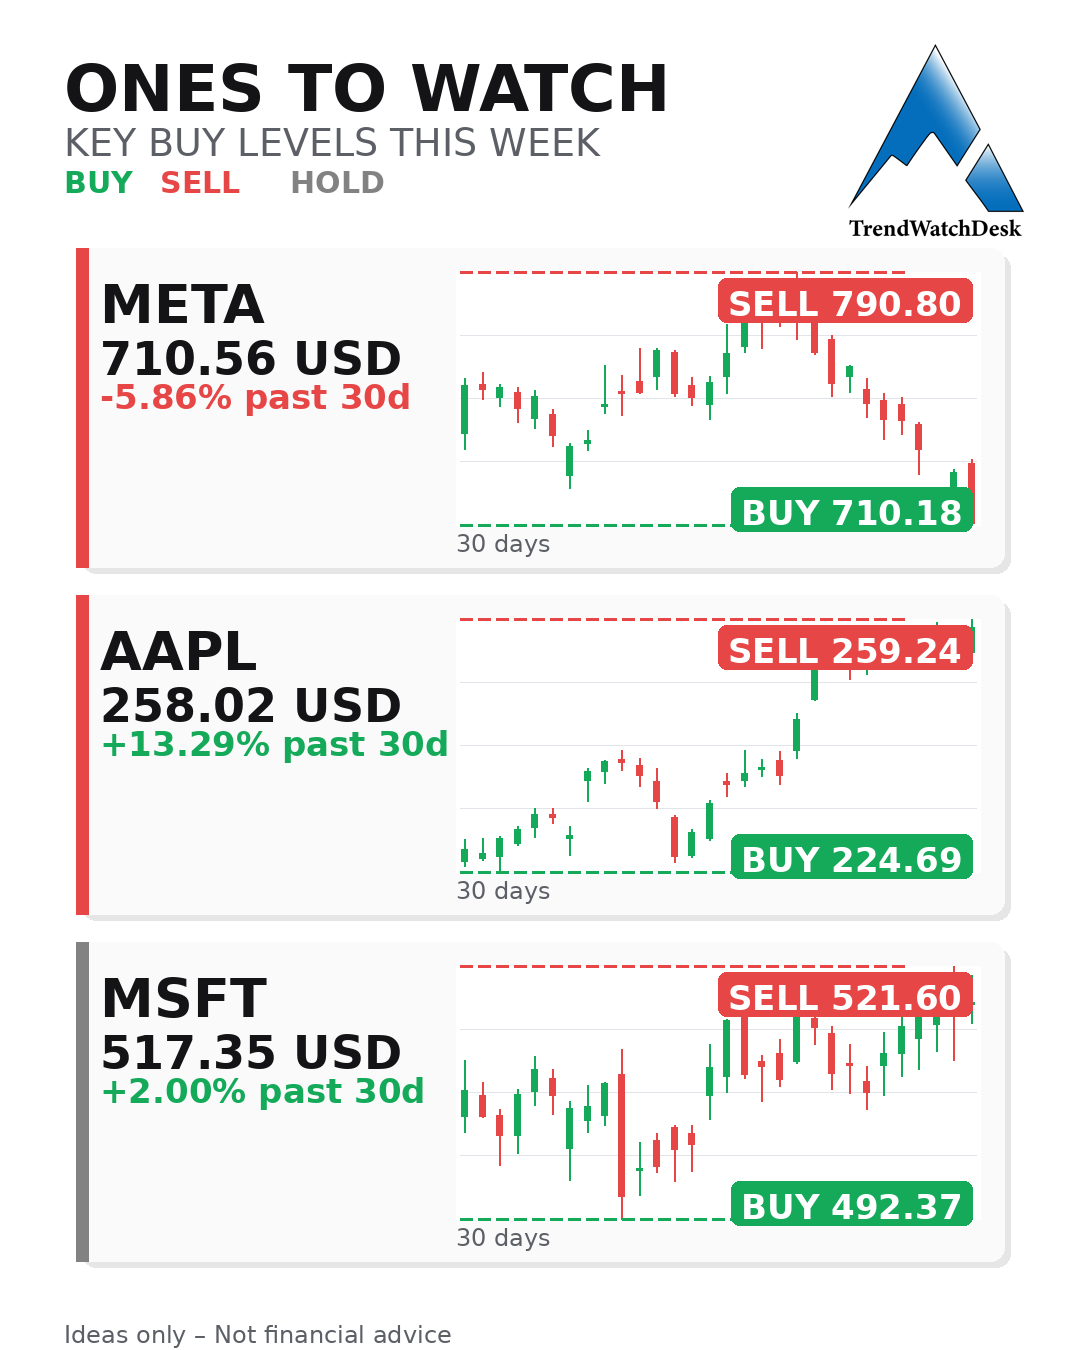 ONES TO WATCH
KEY BUY LEVELS THIS WEEK
BUY SELL HOLD
TrendWatchDesk
META
710.56 USD
-5.86% past 30d
SELL 790.80
BUY 710.18
30 days
AAPL
258.02 USD
+13.29% past 30d
SELL 259.24
BUY 224.69
30 days
MSFT
517.35 USD
+2.00% past 30d
SELL 521.60
BUY 492.37
30 days
Ideas only – Not financial advice